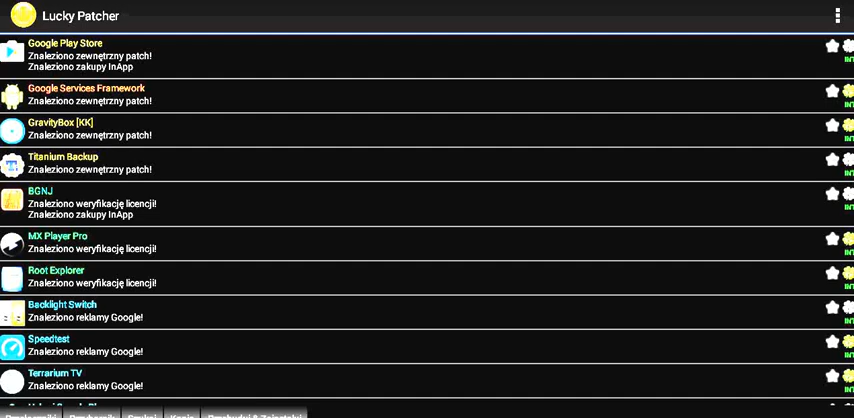 Lucky Patcher
Google Play Store
Znaleziono zewnętrzny patch!
Znaleziono zakupy InApp
Google Services Framework
Znaleziono zewnętrzny patch!
GravityBox [KK]
Znaleziono zewnętrzny patch!
Titanium Backup
Znaleziono zewnętrzny patch!
BGNJ
Znaleziono weryfikację licencji!
Znaleziono zakupy InApp
MX Player Pro
Znaleziono weryfikację licencji!
Root Explorer
Znaleziono weryfikację licencji!
Backlight Switch
Znaleziono reklamy Google!
Speedtest
Znaleziono reklamy Google!
Terrarium TV
Znaleziono reklamy Google!